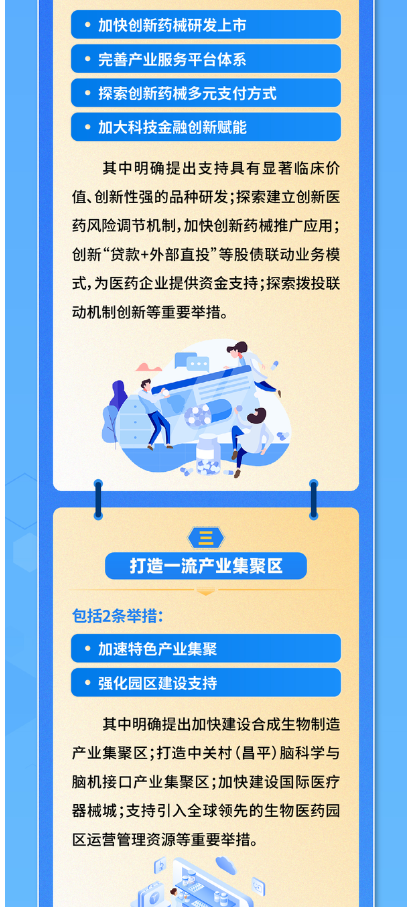 • 加快创新药械研发上市
• 完善产业服务平台体系
• 探索创新药械多元支付方式
• 加大科技金融创新赋能
其中明确提出支持具有显著临床价
值、创新性强的品种研发；探索建立创新医
药风险调节机制，加快创新药械推广应用；
创新“贷款+外部直投”等股债联动业务模
式，为医药企业提供资金支持；探索拨投联
动机制创新等重要举措。
三
打造一流产业集聚区
包括2条举措：
• 加速特色产业集聚
• 强化园区建设支持
其中明确提出加快建设合成生物制造
产业集聚区；打造中关村（昌平）脑科学与
脑机接口产业集聚区；加快建设国际医疗
器械城；支持引入全球领先的生物医药园
区运营管理资源等重要举措。